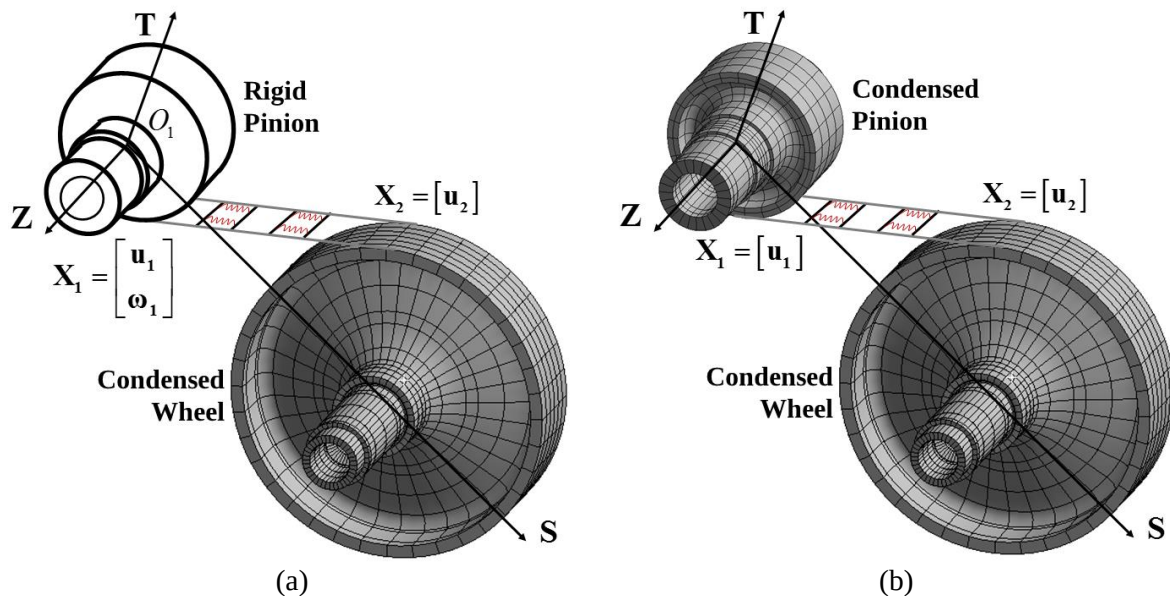 T
Rigid
Pinion
O₁
Z
X₂ = [u₂]
X₁ = [u₁
ω₁]
Condensed
Wheel
S
(a)
T
Condensed
Pinion
Z
X₂ = [u₂]
X₁ = [u₁]
Condensed
Wheel
S
(b)